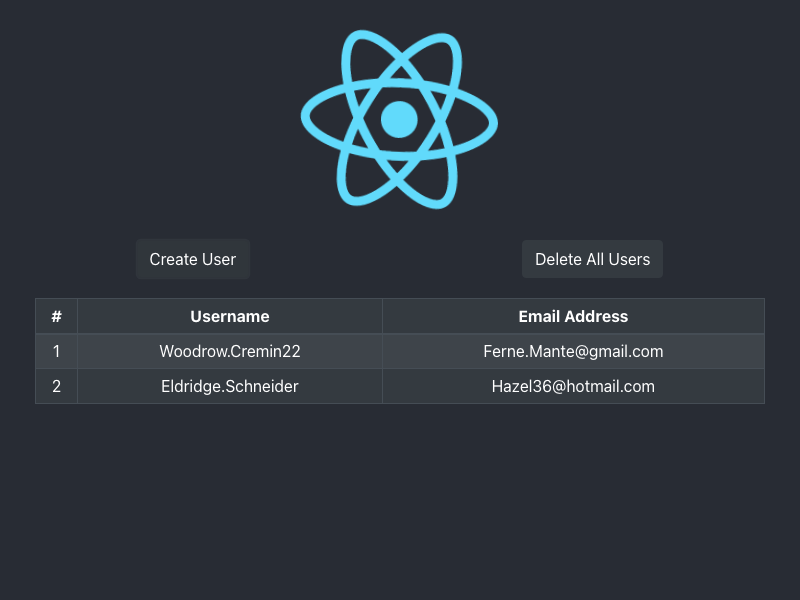 Create User Delete All Users
# Username Email Address
1 Woodrow.Cremin22 Ferne.Mante@gmail.com
2 Eldridge.Schneider Hazel36@hotmail.com